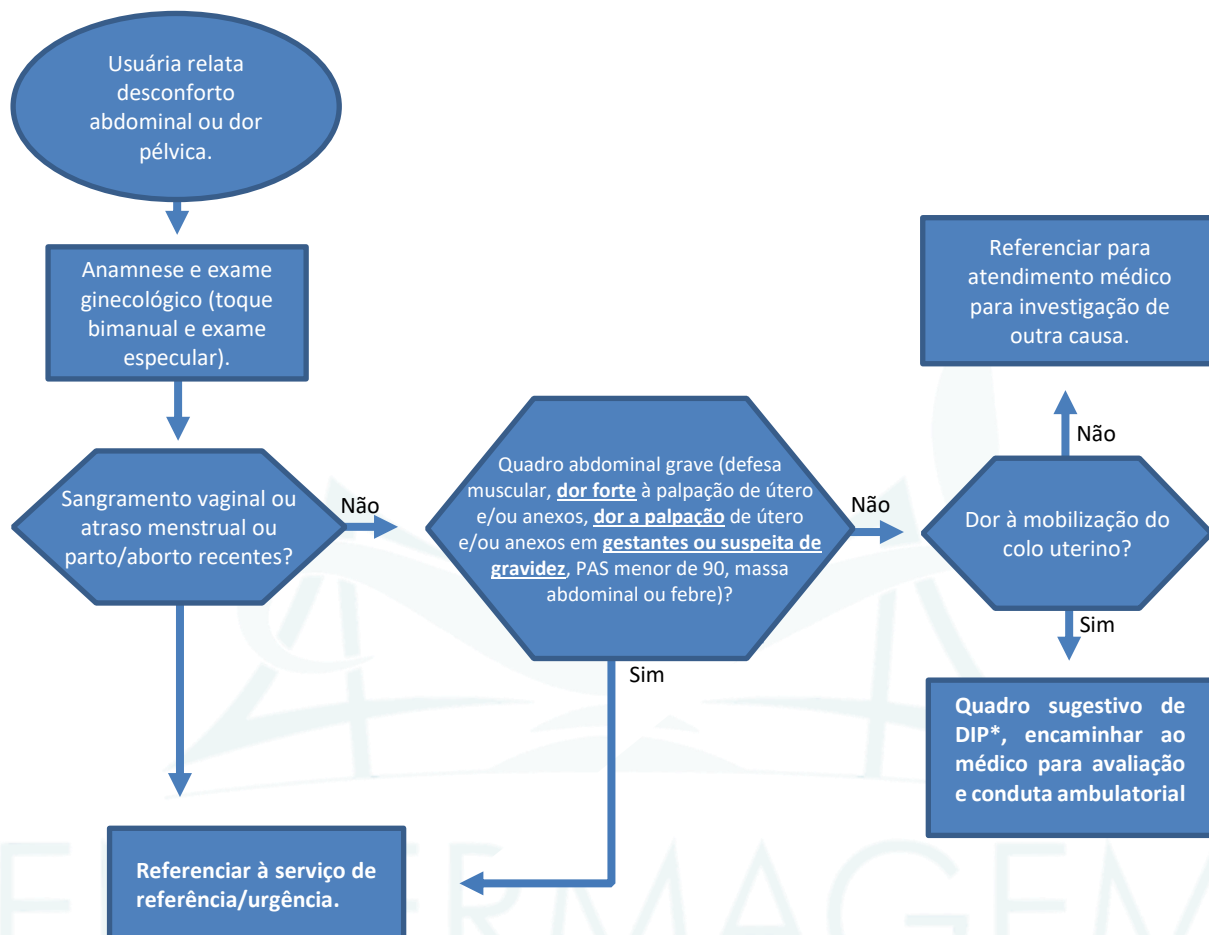 Usuária relata
desconforto
abdominal ou dor
pélvica.
Anamnese e exame
ginecológico (toque
bimanual e exame
especular).
Sangramento vaginal ou
atraso menstrual ou
parto/aborto recentes?
Não
Quadro abdominal grave (defesa
muscular, dor forte à palpação de útero
e/ou anexos, dor a palpação de útero
e/ou anexos em gestantes ou suspeita de
gravidez, PAS menor de 90, massa
abdominal ou febre)?
Não
Sim
Dor à mobilização do
colo uterino?
Não
Referenciar para
atendimento médico
para investigação de
outra causa.
Sim
Quadro sugestivo de
DIP*, encaminhar ao
médico para avaliação
e conduta ambulatorial
Referenciar à serviço de
referência/urgência.